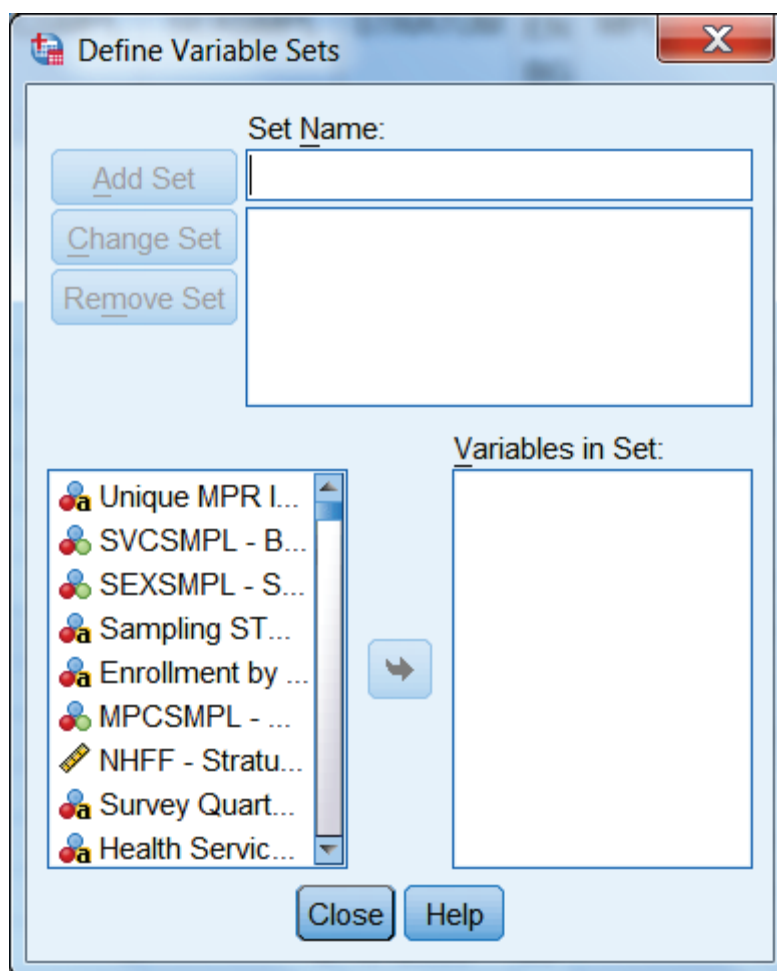 Define Variable Sets
Set Name:
Add Set
Change Set
Remove Set
Variables in Set:
Unique MPR I...
SVCSMPL - B...
SEXSMPL - S...
Sampling ST...
Enrollment by ...
MPCSMPL - ...
NHFF - Stratu...
Survey Quart...
Health Servic...
Close Help